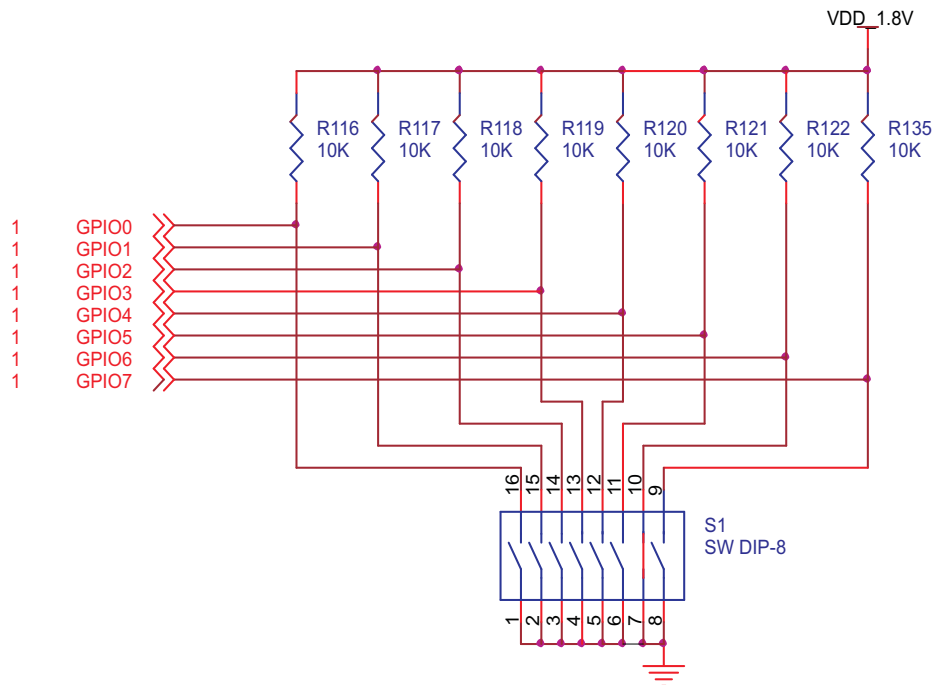 VDD_1.8V
R116 R117 R118 R119 R120 R121 R122 R135
10K 10K 10K 10K 10K 10K 10K 10K
1 GPIO0
1 GPIO1
1 GPIO2
1 GPIO3
1 GPIO4
1 GPIO5
1 GPIO6
1 GPIO7
16 15 14 13 12 11 10 9
S1
SW DIP-8
1 2 3 4 5 6 7 8